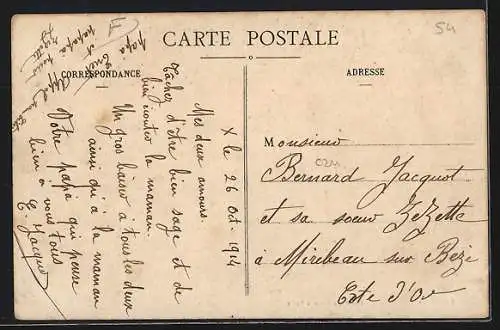 54
CARTE POSTALE
CORRESPONDANCE
ADRESSE
X le 26 Oct. 1914
Mes deux amours.
Tâcher d'être bien sage et de
bien écouter la maman.
Un gros baiser à tous les deux
ainsi qu'à la maman
Votre papa qui pense
bien à vous tous
E. Jacquot
Monsieur
Bernard Jacquot
et sa soeur Zezette
à Mirebeau sur Bèze
Côte d'Or